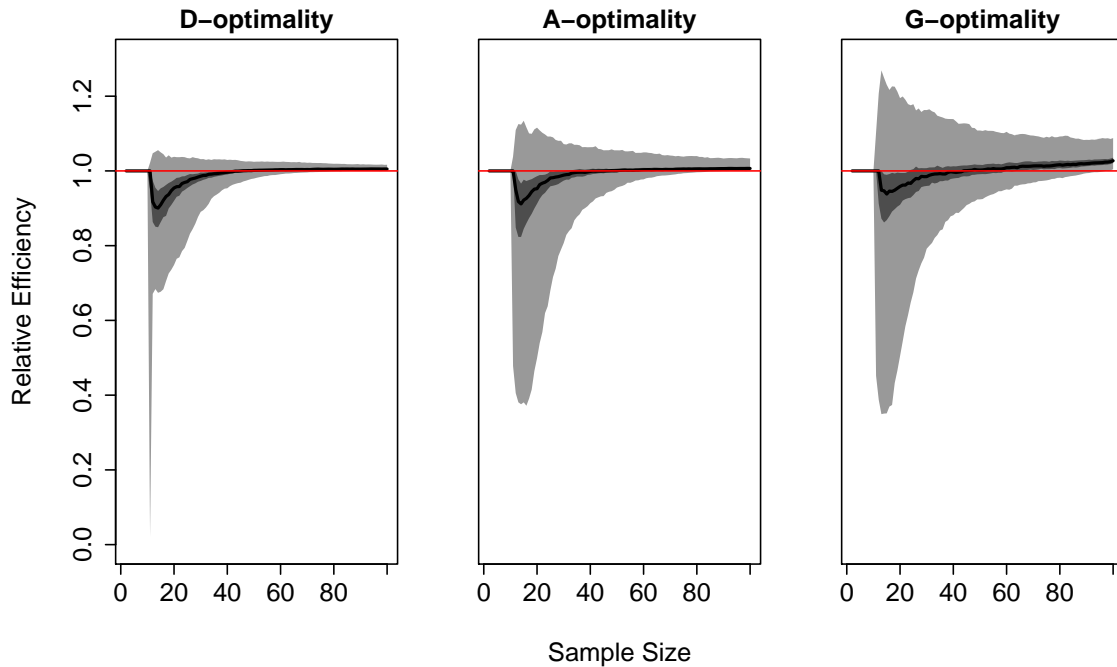 D−optimality A−optimality G−optimality
Relative Efficiency
0.0 0.2 0.4 0.6 0.8 1.0 1.2
0 20 40 60 80 0 20 40 60 80 0 20 40 60 80
Sample Size